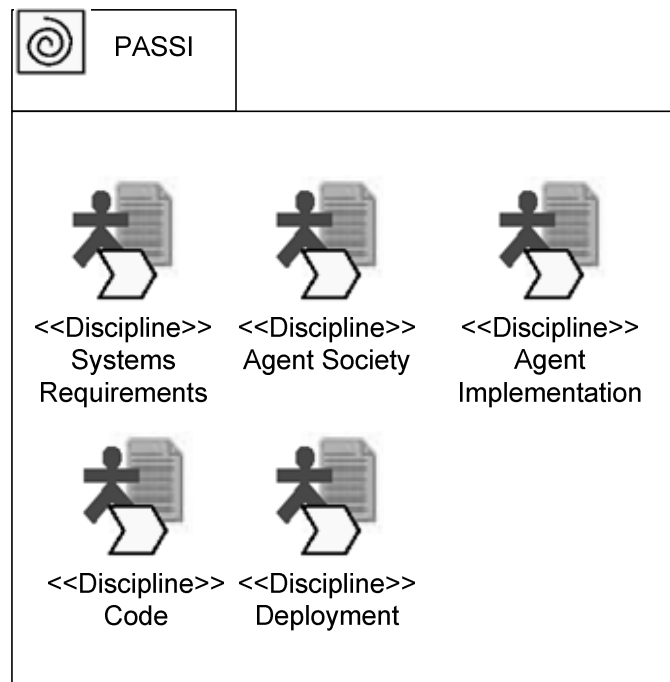 PASSI
<<Discipline>>
Systems
Requirements
<<Discipline>>
Agent Society
<<Discipline>>
Agent
Implementation
<<Discipline>>
Code
<<Discipline>>
Deployment